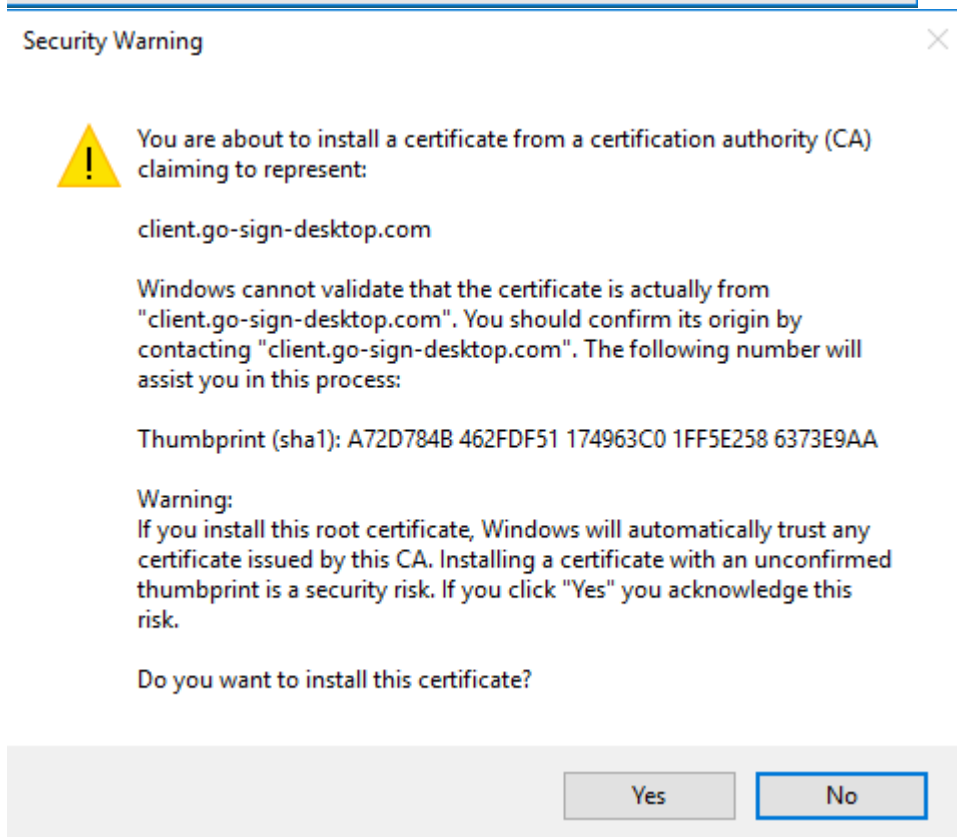 Security Warning
You are about to install a certificate from a certification authority (CA)
claiming to represent:
client.go-sign-desktop.com
Windows cannot validate that the certificate is actually from
"client.go-sign-desktop.com". You should confirm its origin by
contacting "client.go-sign-desktop.com". The following number will
assist you in this process:
Thumbprint (sha1): A72D784B 462FDF51 174963C0 1FF5E258 6373E9AA
Warning:
If you install this root certificate, Windows will automatically trust any
certificate issued by this CA. Installing a certificate with an unconfirmed
thumbprint is a security risk. If you click "Yes" you acknowledge this
risk.
Do you want to install this certificate?
Yes No